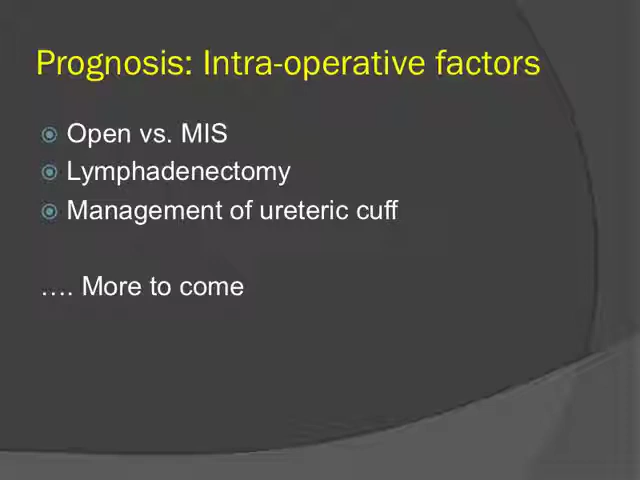 Prognosis: Intra-operative factors
Open vs. MIS
Lymphadenectomy
Management of ureteric cuff
…. More to come